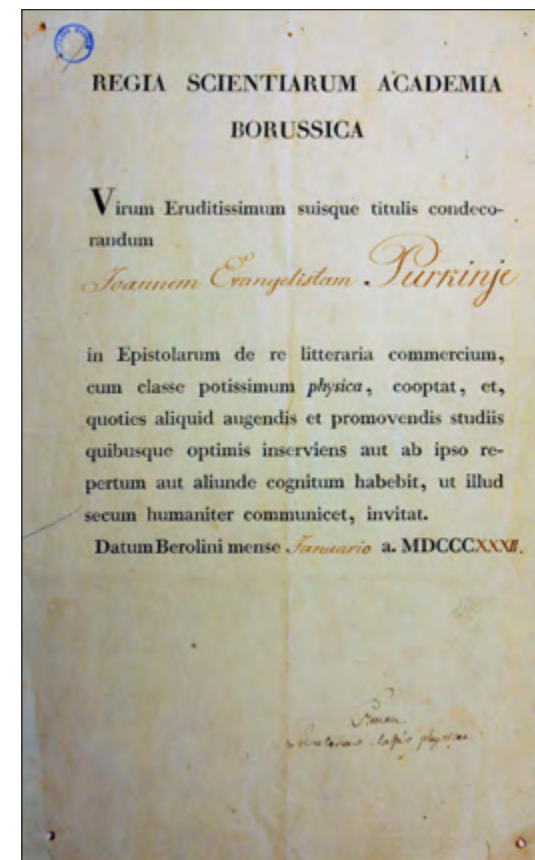 REGIA SCIENTIARUM ACADEMIA
BORUSSICA
Virum Eruditissimum suisque titulis condeco-
randum
Joannem Evangelistam Purkinje
in Epistolarum de re litteraria commercium,
cum classe potissimum physica, cooptat, et,
quoties aliquid augendis et promovendis studiis
quibusque optimis inserviens aut ab ipso re-
pertum aut aliunde cognitum habebit, ut illud
secum humaniter communicet, invitat.
Datum Berolini mense Januario a. MDCCCXXXII.